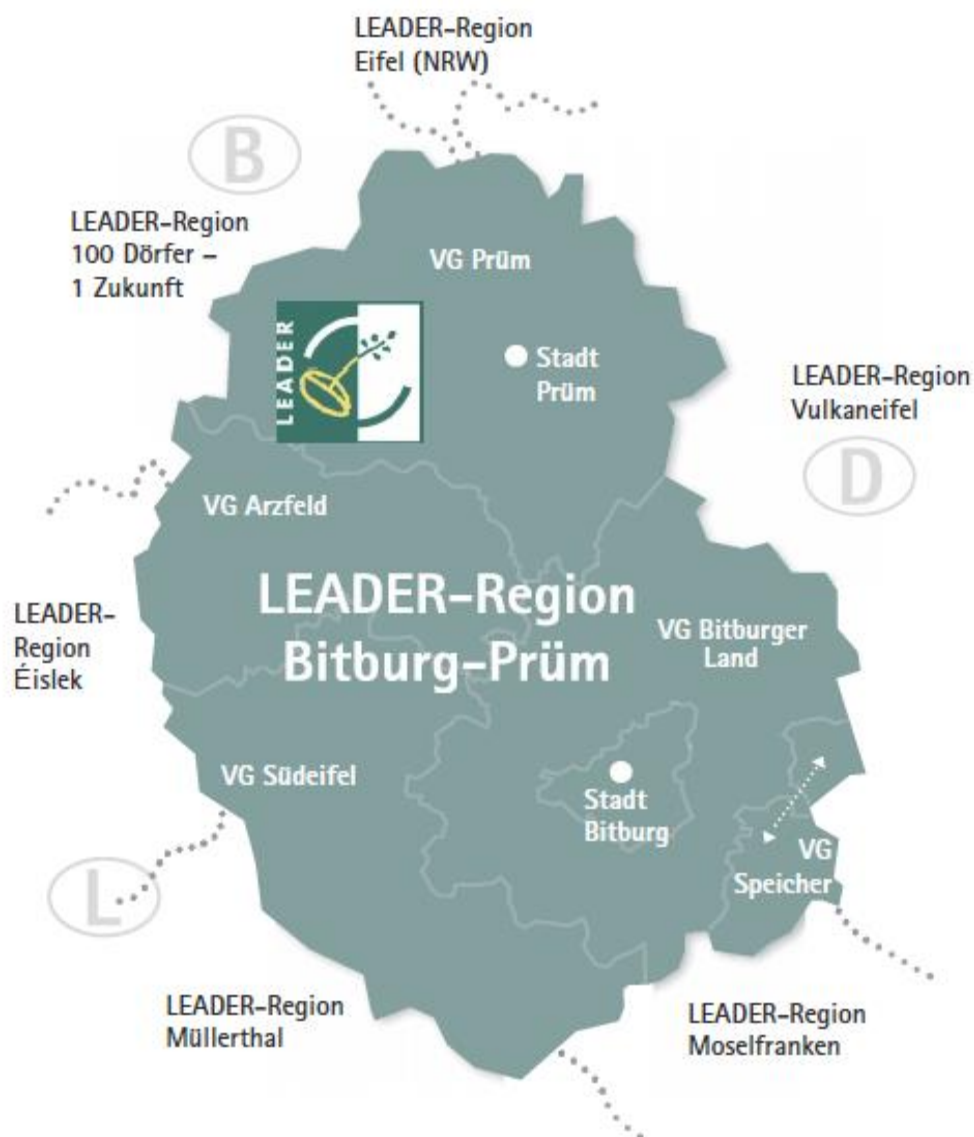 LEADER-Region
Eifel (NRW)
B
LEADER-Region
100 Dörfer –
1 Zukunft
VG Prüm
LEADER
Stadt
Prüm
LEADER-Region
Vulkaneifel
D
VG Arzfeld
LEADER-Region
Bitburg-Prüm
LEADER-
Region
Éislek
VG Bitburger
Land
VG Südeifel
Stadt
Bitburg
VG
Speicher
L
LEADER-Region
Müllerthal
LEADER-Region
Moselfranken